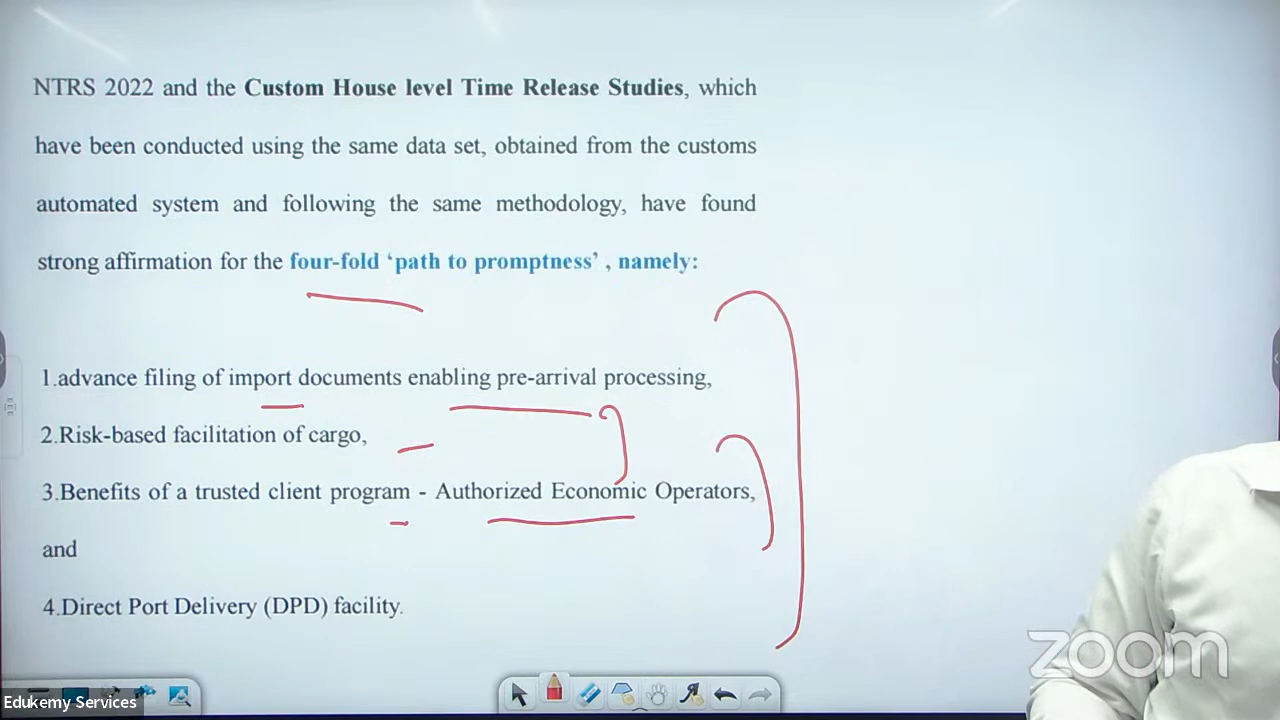 NTRS 2022 and the Custom House level Time Release Studies, which
have been conducted using the same data set, obtained from the customs
automated system and following the same methodology, have found
strong affirmation for the four-fold ‘path to promptness’ , namely:
1.advance filing of import documents enabling pre-arrival processing,
2.Risk-based facilitation of cargo,
3.Benefits of a trusted client program - Authorized Economic Operators,
and
4.Direct Port Delivery (DPD) facility.
zoom
Edukemy Services